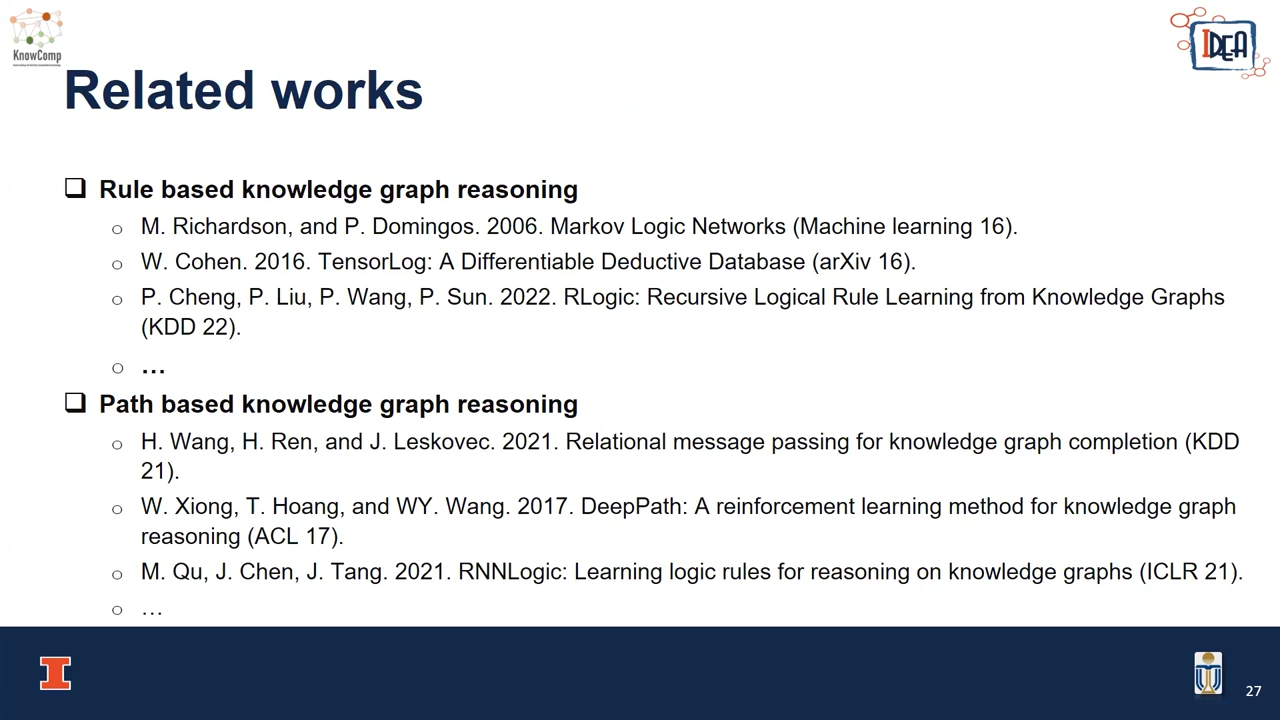 KnowComp
IDEA
Related works
❑ Rule based knowledge graph reasoning
o M. Richardson, and P. Domingos. 2006. Markov Logic Networks (Machine learning 16).
o W. Cohen. 2016. TensorLog: A Differentiable Deductive Database (arXiv 16).
o P. Cheng, P. Liu, P. Wang, P. Sun. 2022. RLogic: Recursive Logical Rule Learning from Knowledge Graphs
(KDD 22).
o …
❑ Path based knowledge graph reasoning
o H. Wang, H. Ren, and J. Leskovec. 2021. Relational message passing for knowledge graph completion (KDD
21).
o W. Xiong, T. Hoang, and WY. Wang. 2017. DeepPath: A reinforcement learning method for knowledge graph
reasoning (ACL 17).
o M. Qu, J. Chen, J. Tang. 2021. RNNLogic: Learning logic rules for reasoning on knowledge graphs (ICLR 21).
o …
I
27